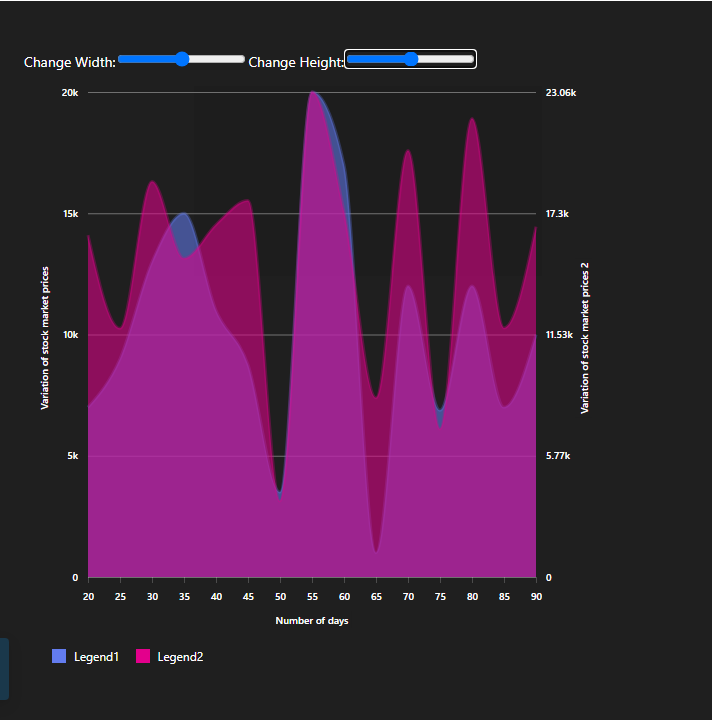 Change Width: Change Height:
20k 23.06k
15k 17.3k
Variation of stock market prices
Variation of stock market prices 2
10k 11.53k
5k 5.77k
0 0
20 25 30 35 40 45 50 55 60 65 70 75 80 85 90
Number of days
Legend1 Legend2